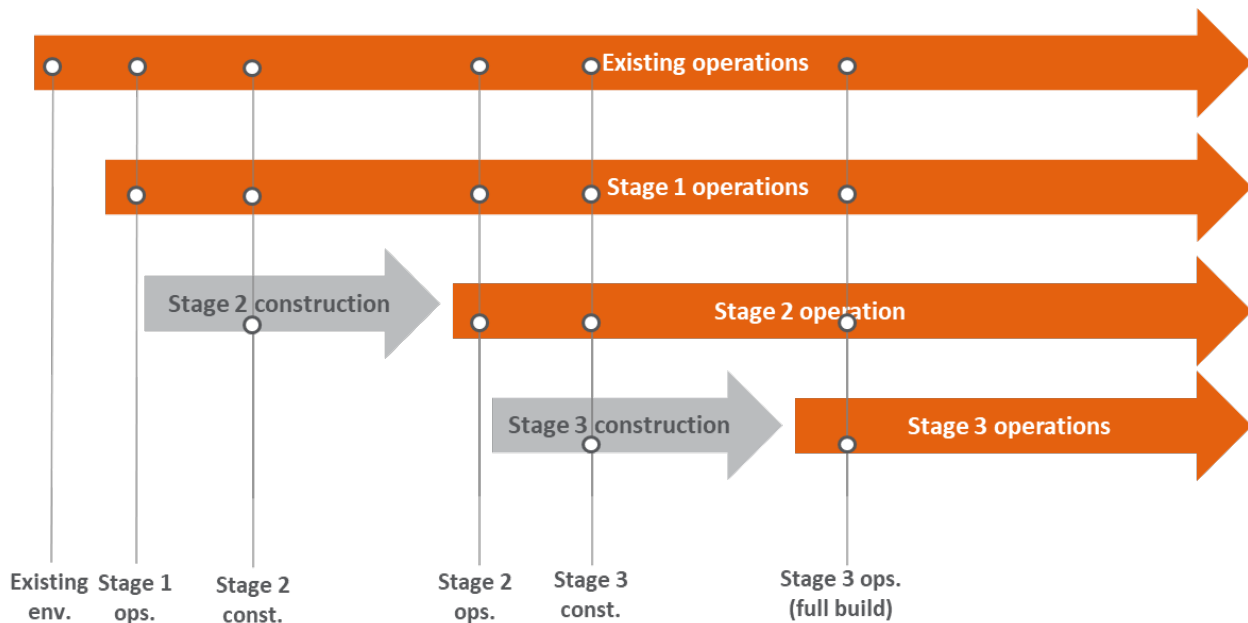 Existing operations
Stage 1 operations
Stage 2 construction
Stage 2 operation
Stage 3 construction
Stage 3 operations
Existing
env.
Stage 1
ops.
Stage 2
const.
Stage 2
ops.
Stage 3
const.
Stage 3 ops.
(full build)